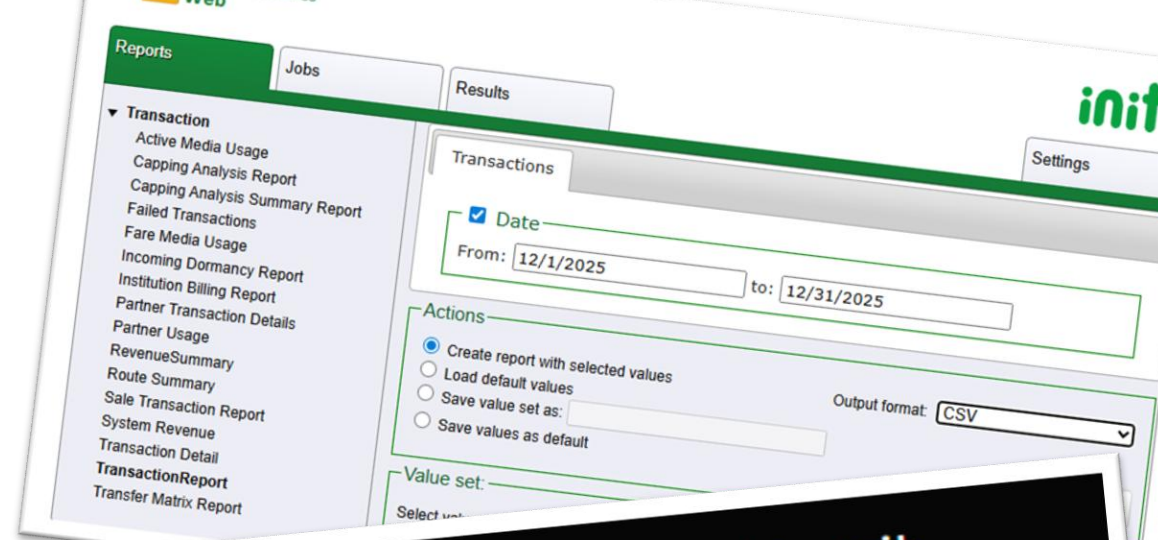 Web
Reports
Jobs
Results
init
Settings
Transaction
Active Media Usage
Capping Analysis Report
Capping Analysis Summary Report
Failed Transactions
Fare Media Usage
Incoming Dormancy Report
Institution Billing Report
Partner Transaction Details
Partner Usage
RevenueSummary
Route Summary
Sale Transaction Report
System Revenue
Transaction Detail
TransactionReport
Transfer Matrix Report
Transactions
Date
From: 12/1/2025 to: 12/31/2025
Actions
Create report with selected values
Load default values
Save value set as:
Save values as default
Output format: CSV
Value set:
Select